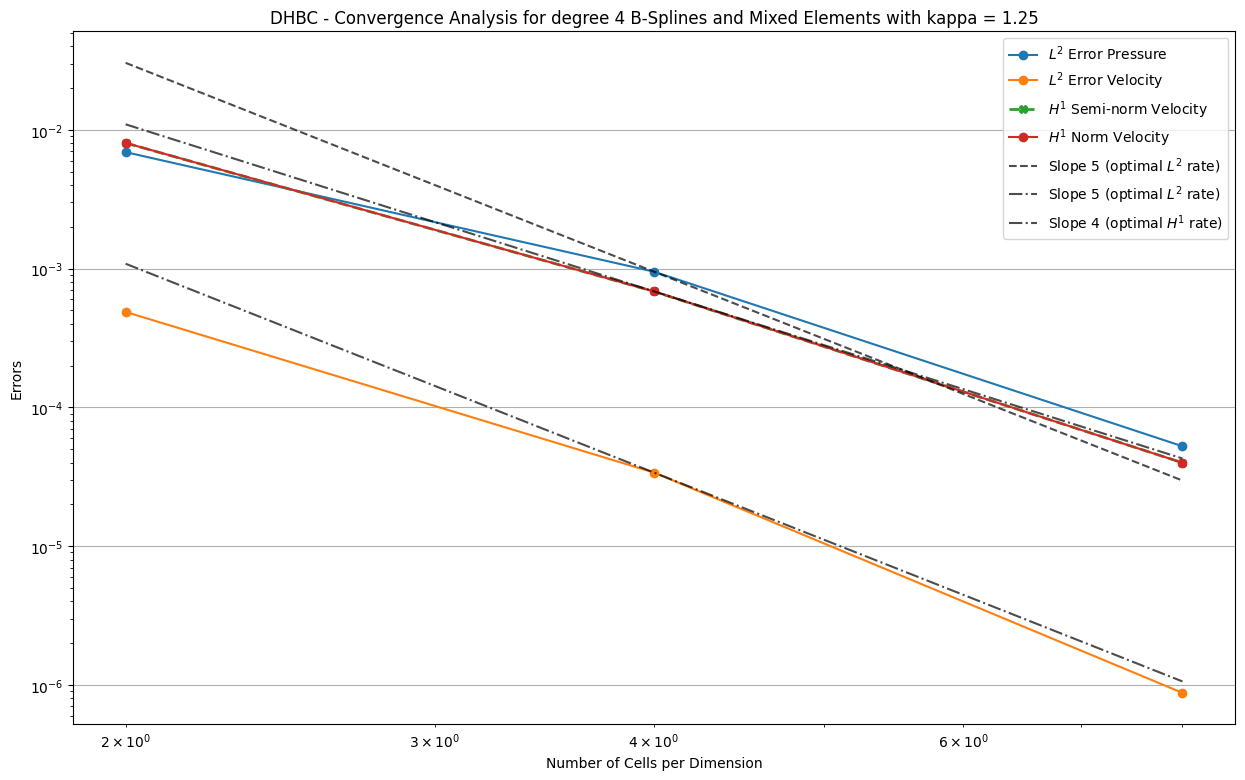 DHBC - Convergence Analysis for degree 4 B-Splines and Mixed Elements with kappa = 1.25
L² Error Pressure
L² Error Velocity
H¹ Semi-norm Velocity
H¹ Norm Velocity
Slope 5 (optimal L² rate)
Slope 5 (optimal L² rate)
Slope 4 (optimal H¹ rate)
Errors
10⁻²
10⁻³
10⁻⁴
10⁻⁵
10⁻⁶
2 × 10⁰ 3 × 10⁰ 4 × 10⁰ 6 × 10⁰
Number of Cells per Dimension